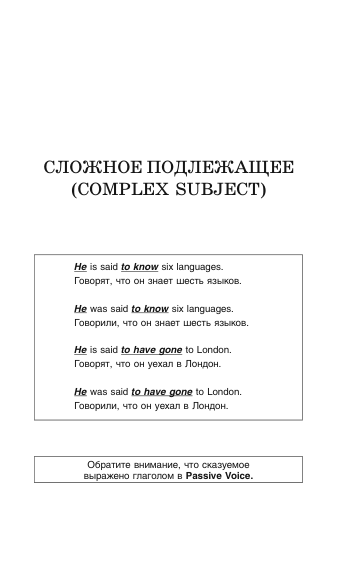 СЛОЖНОЕ ПОДЛЕЖАЩЕЕ
(COMPLEX SUBJECT)
He is said to know six languages.
Говорят, что он знает шесть языков.
He was said to know six languages.
Говорили, что он знает шесть языков.
He is said to have gone to London.
Говорят, что он уехал в Лондон.
He was said to have gone to London.
Говорили, что он уехал в Лондон.
Обратите внимание, что сказуемое
выражено глаголом в Passive Voice.